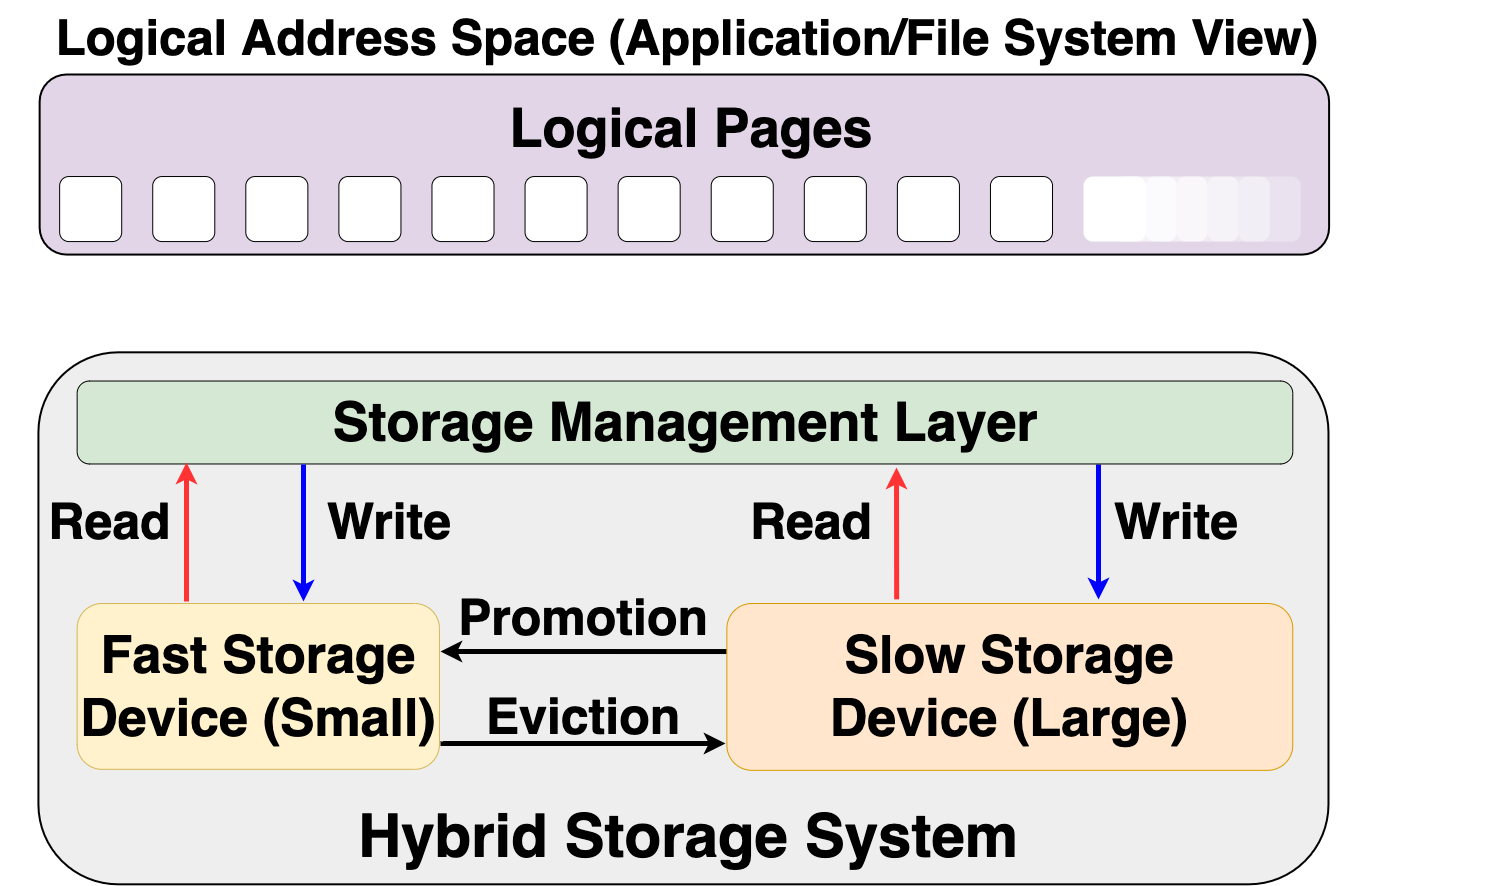 Logical Address Space (Application/File System View)
Logical Pages
Storage Management Layer
Read
Write
Read
Write
Promotion
Fast Storage
Device (Small)
Eviction
Slow Storage
Device (Large)
Hybrid Storage System